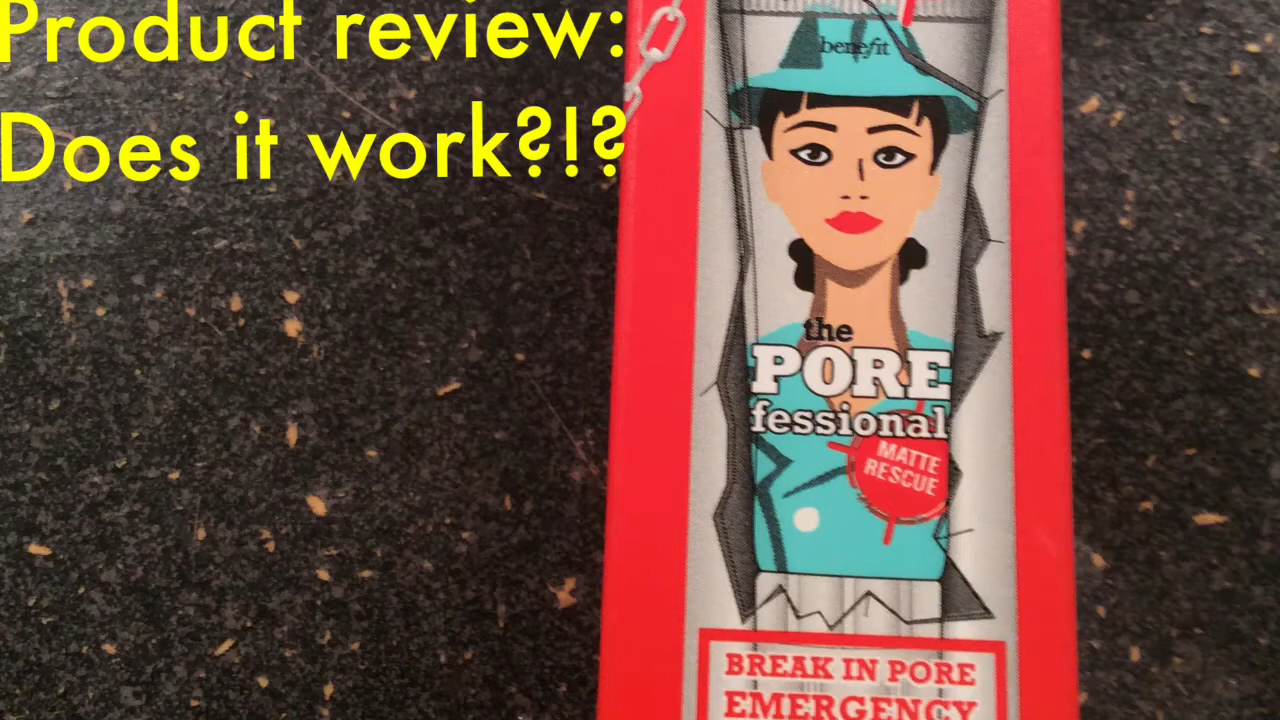 Product review:
Does it work?!?
benefit
the
PORE
fessional
MATTE
RESCUE
BREAK IN PORE
EMERGENCY